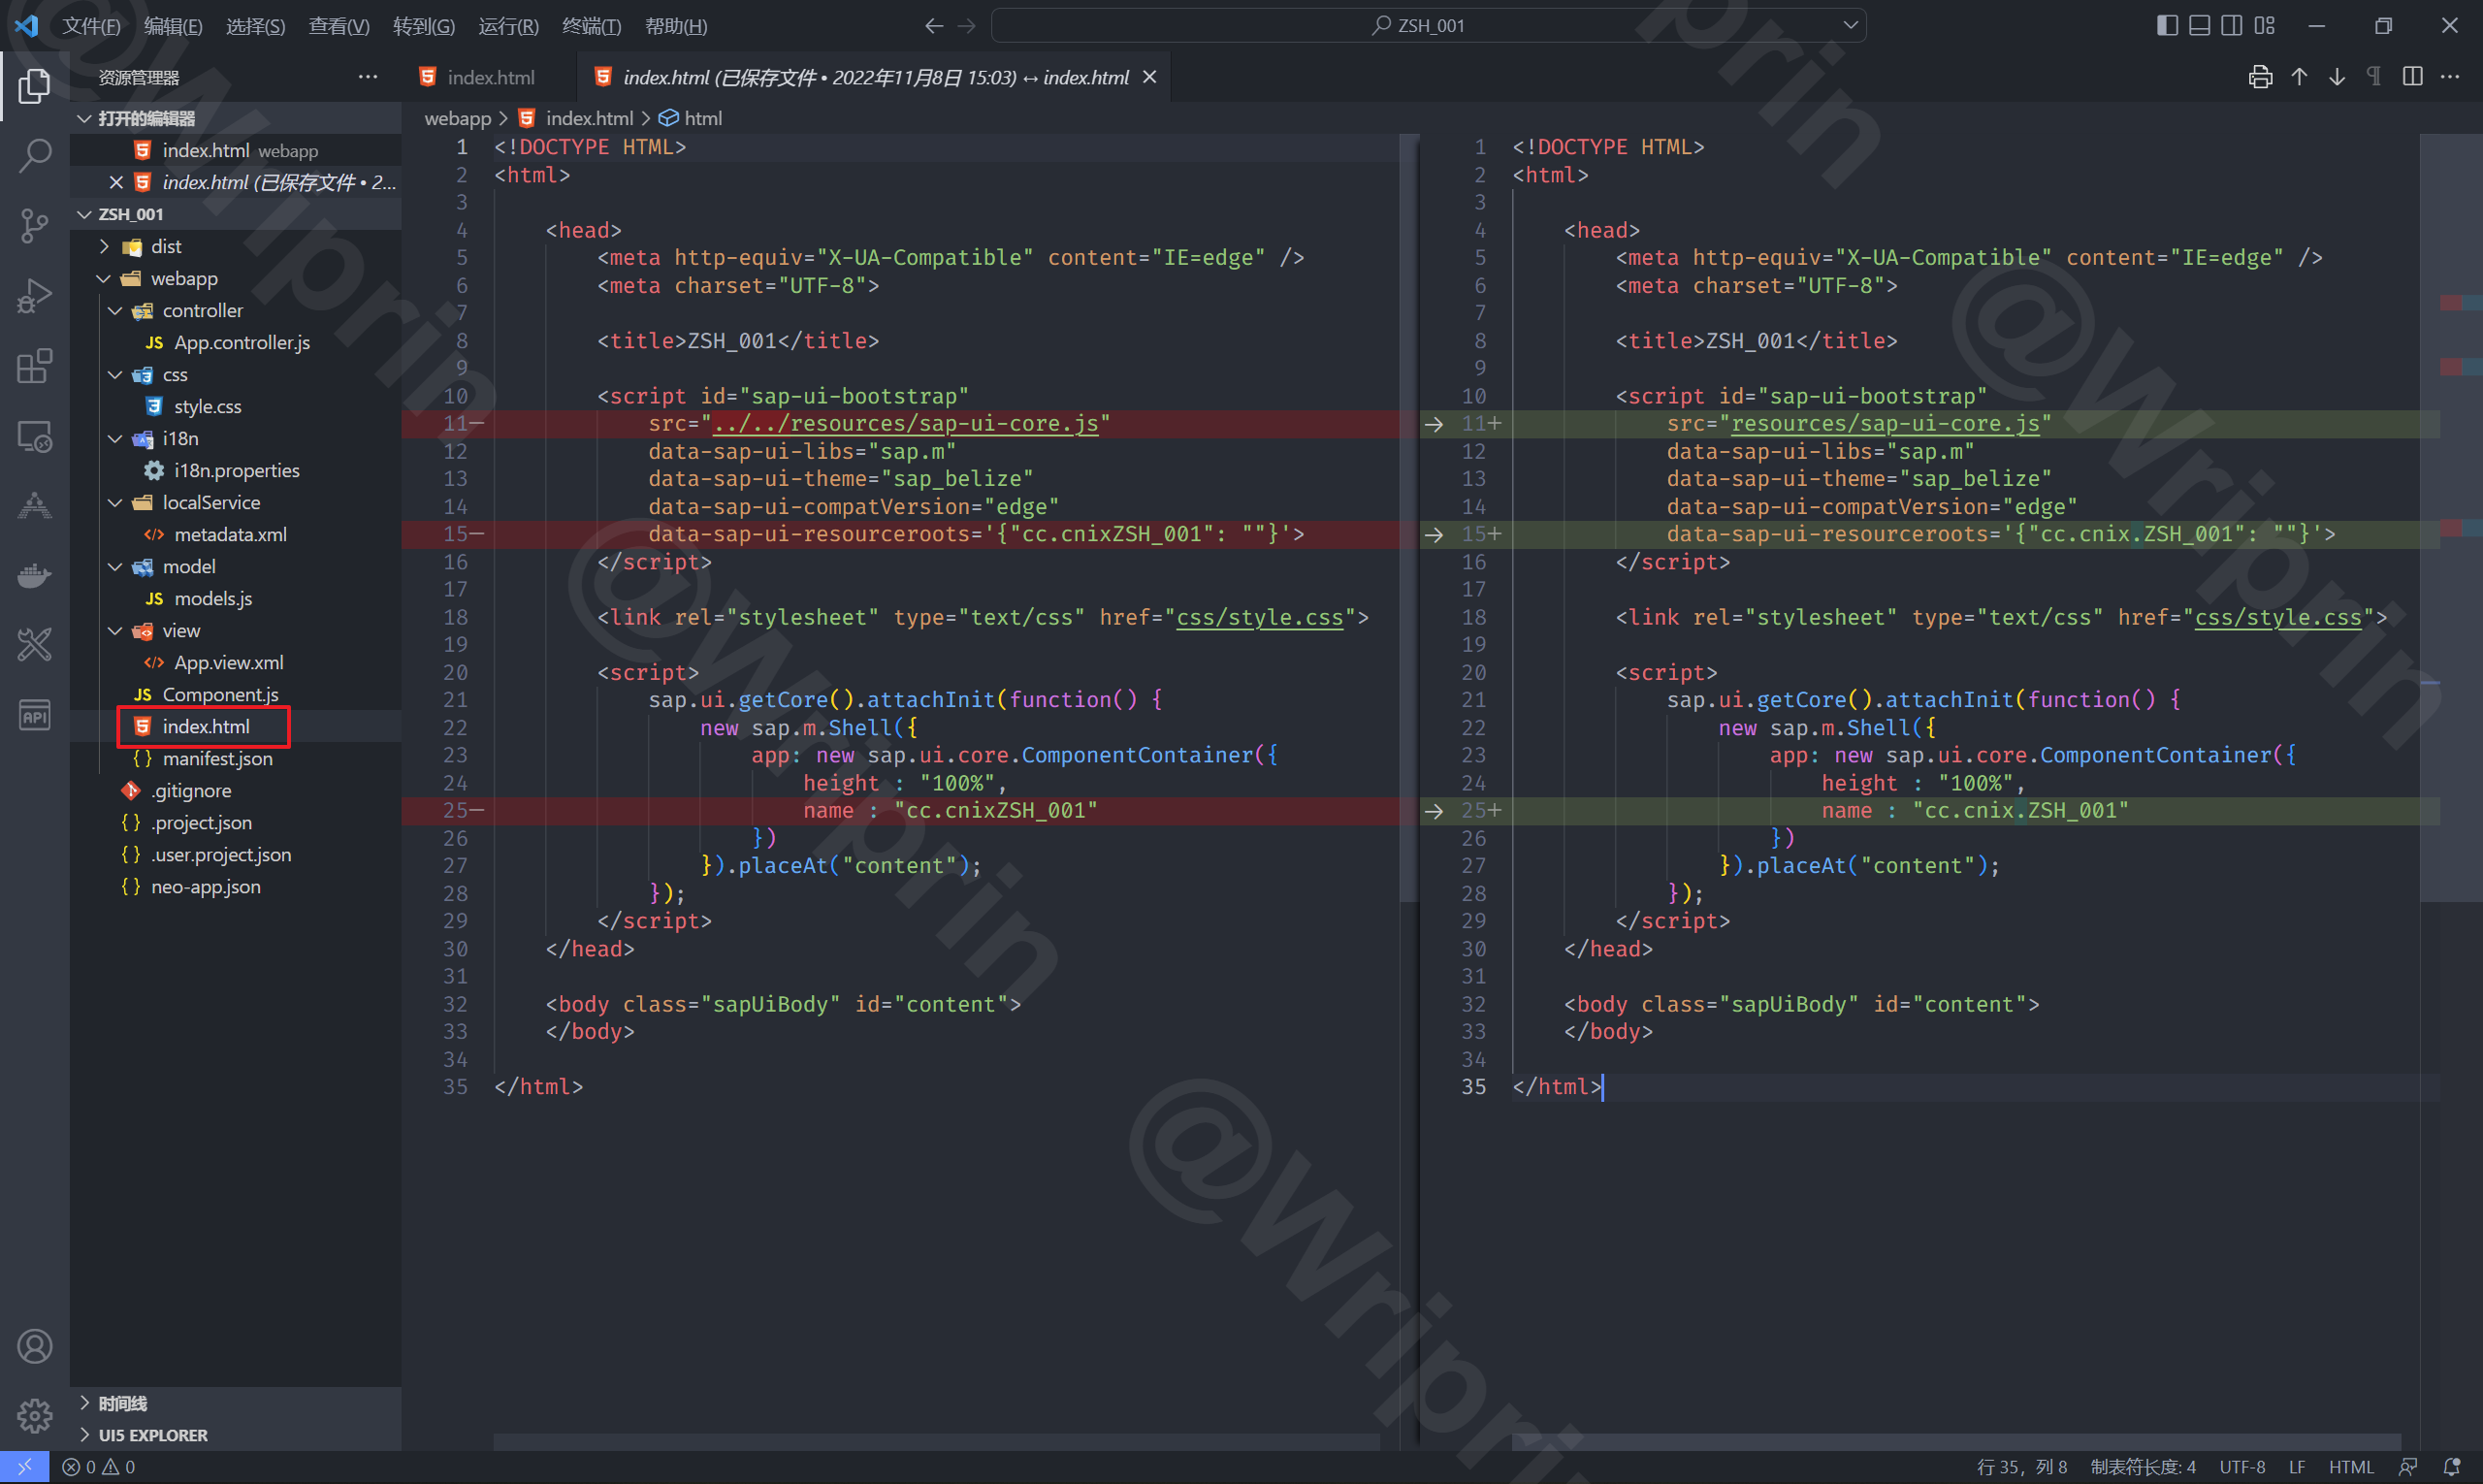 文件(F) 编辑(E) 选择(S) 查看(V) 转到(G) 运行(R) 终端(T) 帮助(H) ZSH_001
资源管理器
index.html
index.html (已保存文件 • 2022年11月8日 15:03) ↔ index.html
打开的编辑器
index.html webapp
index.html (已保存文件 • 2...
ZSH_001
dist
webapp
controller
JS App.controller.js
css
style.css
i18n
i18n.properties
localService
metadata.xml
model
JS models.js
view
App.view.xml
JS Component.js
index.html
{} manifest.json
.gitignore
{} .project.json
{} .user.project.json
{} neo-app.json
时间线
UI5 EXPLORER
API
webapp > index.html > html
1 <!DOCTYPE HTML>
2 <html>
3
4 <head>
5 <meta http-equiv="X-UA-Compatible" content="IE=edge" />
6 <meta charset="UTF-8">
7
8 <title>ZSH_001</title>
9
10 <script id="sap-ui-bootstrap"
11− src="../../resources/sap-ui-core.js"
12 data-sap-ui-libs="sap.m"
13 data-sap-ui-theme="sap_belize"
14 data-sap-ui-compatVersion="edge"
15− data-sap-ui-resourceroots='{"cc.cnixZSH_001": ""}'>
16 </script>
17
18 <link rel="stylesheet" type="text/css" href="css/style.css">
19
20 <script>
21 sap.ui.getCore().attachInit(function() {
22 new sap.m.Shell({
23 app: new sap.ui.core.ComponentContainer({
24 height : "100%",
25− name : "cc.cnixZSH_001"
26 })
27 }).placeAt("content");
28 });
29 </script>
30 </head>
31
32 <body class="sapUiBody" id="content">
33 </body>
34
35 </html>
1 <!DOCTYPE HTML>
2 <html>
3
4 <head>
5 <meta http-equiv="X-UA-Compatible" content="IE=edge" />
6 <meta charset="UTF-8">
7
8 <title>ZSH_001</title>
9
10 <script id="sap-ui-bootstrap"
11+ src="resources/sap-ui-core.js"
12 data-sap-ui-libs="sap.m"
13 data-sap-ui-theme="sap_belize"
14 data-sap-ui-compatVersion="edge"
15+ data-sap-ui-resourceroots='{"cc.cnix.ZSH_001": ""}'>
16 </script>
17
18 <link rel="stylesheet" type="text/css" href="css/style.css">
19
20 <script>
21 sap.ui.getCore().attachInit(function() {
22 new sap.m.Shell({
23 app: new sap.ui.core.ComponentContainer({
24 height : "100%",
25+ name : "cc.cnix.ZSH_001"
26 })
27 }).placeAt("content");
28 });
29 </script>
30 </head>
31
32 <body class="sapUiBody" id="content">
33 </body>
34
35 </html>
@Wriprin
@Wriprin
@Wriprin
@Wriprin
prin
0 0 行 35，列 8 制表符长度: 4 UTF-8 LF HTML